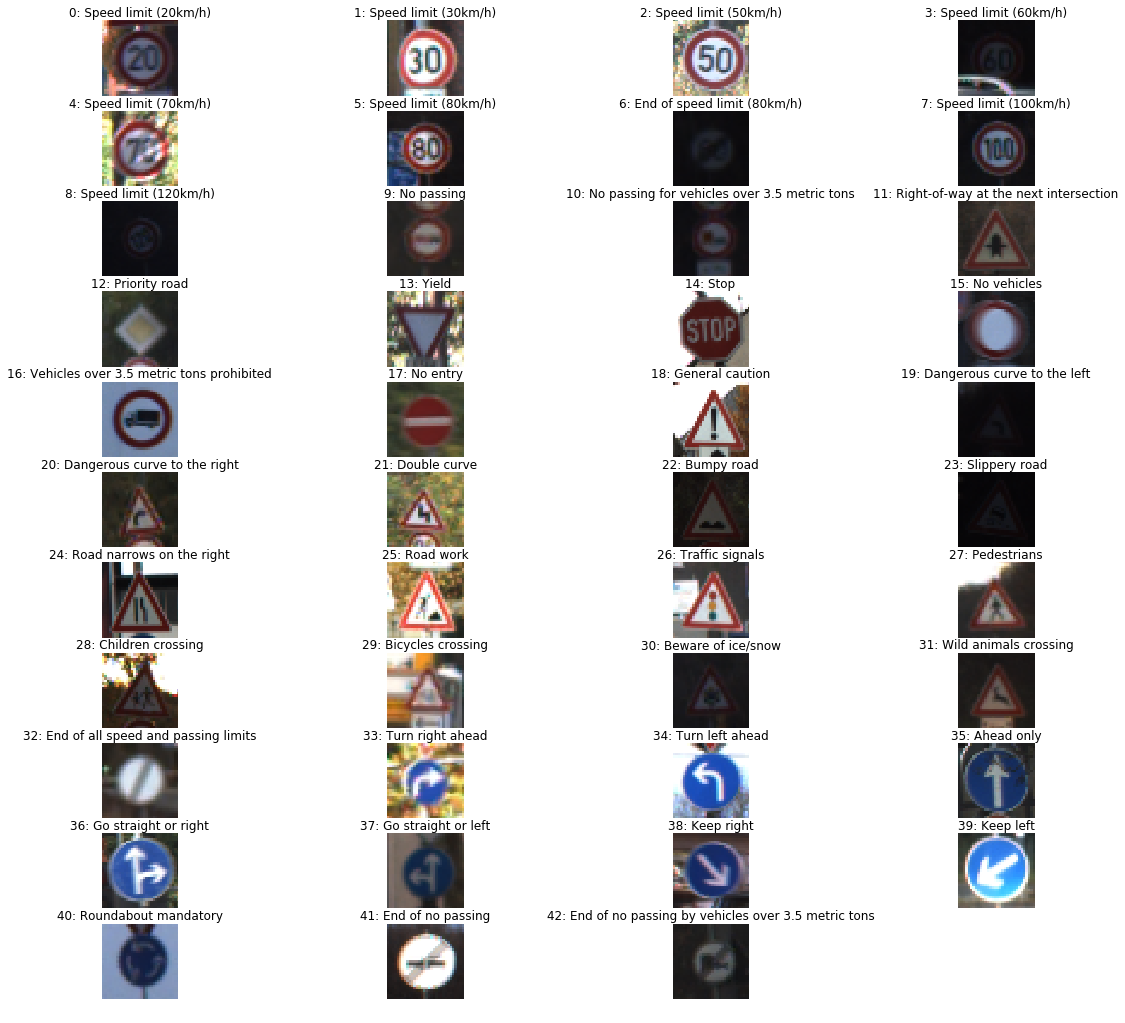 0: Speed limit (20km/h) 1: Speed limit (30km/h) 2: Speed limit (50km/h) 3: Speed limit (60km/h)
20 30 50 60
4: Speed limit (70km/h) 5: Speed limit (80km/h) 6: End of speed limit (80km/h) 7: Speed limit (100km/h)
70 80 100
8: Speed limit (120km/h) 9: No passing 10: No passing for vehicles over 3.5 metric tons 11: Right-of-way at the next intersection
12: Priority road 13: Yield 14: Stop 15: No vehicles
STOP
16: Vehicles over 3.5 metric tons prohibited 17: No entry 18: General caution 19: Dangerous curve to the left
20: Dangerous curve to the right 21: Double curve 22: Bumpy road 23: Slippery road
24: Road narrows on the right 25: Road work 26: Traffic signals 27: Pedestrians
28: Children crossing 29: Bicycles crossing 30: Beware of ice/snow 31: Wild animals crossing
32: End of all speed and passing limits 33: Turn right ahead 34: Turn left ahead 35: Ahead only
36: Go straight or right 37: Go straight or left 38: Keep right 39: Keep left
40: Roundabout mandatory 41: End of no passing 42: End of no passing by vehicles over 3.5 metric tons